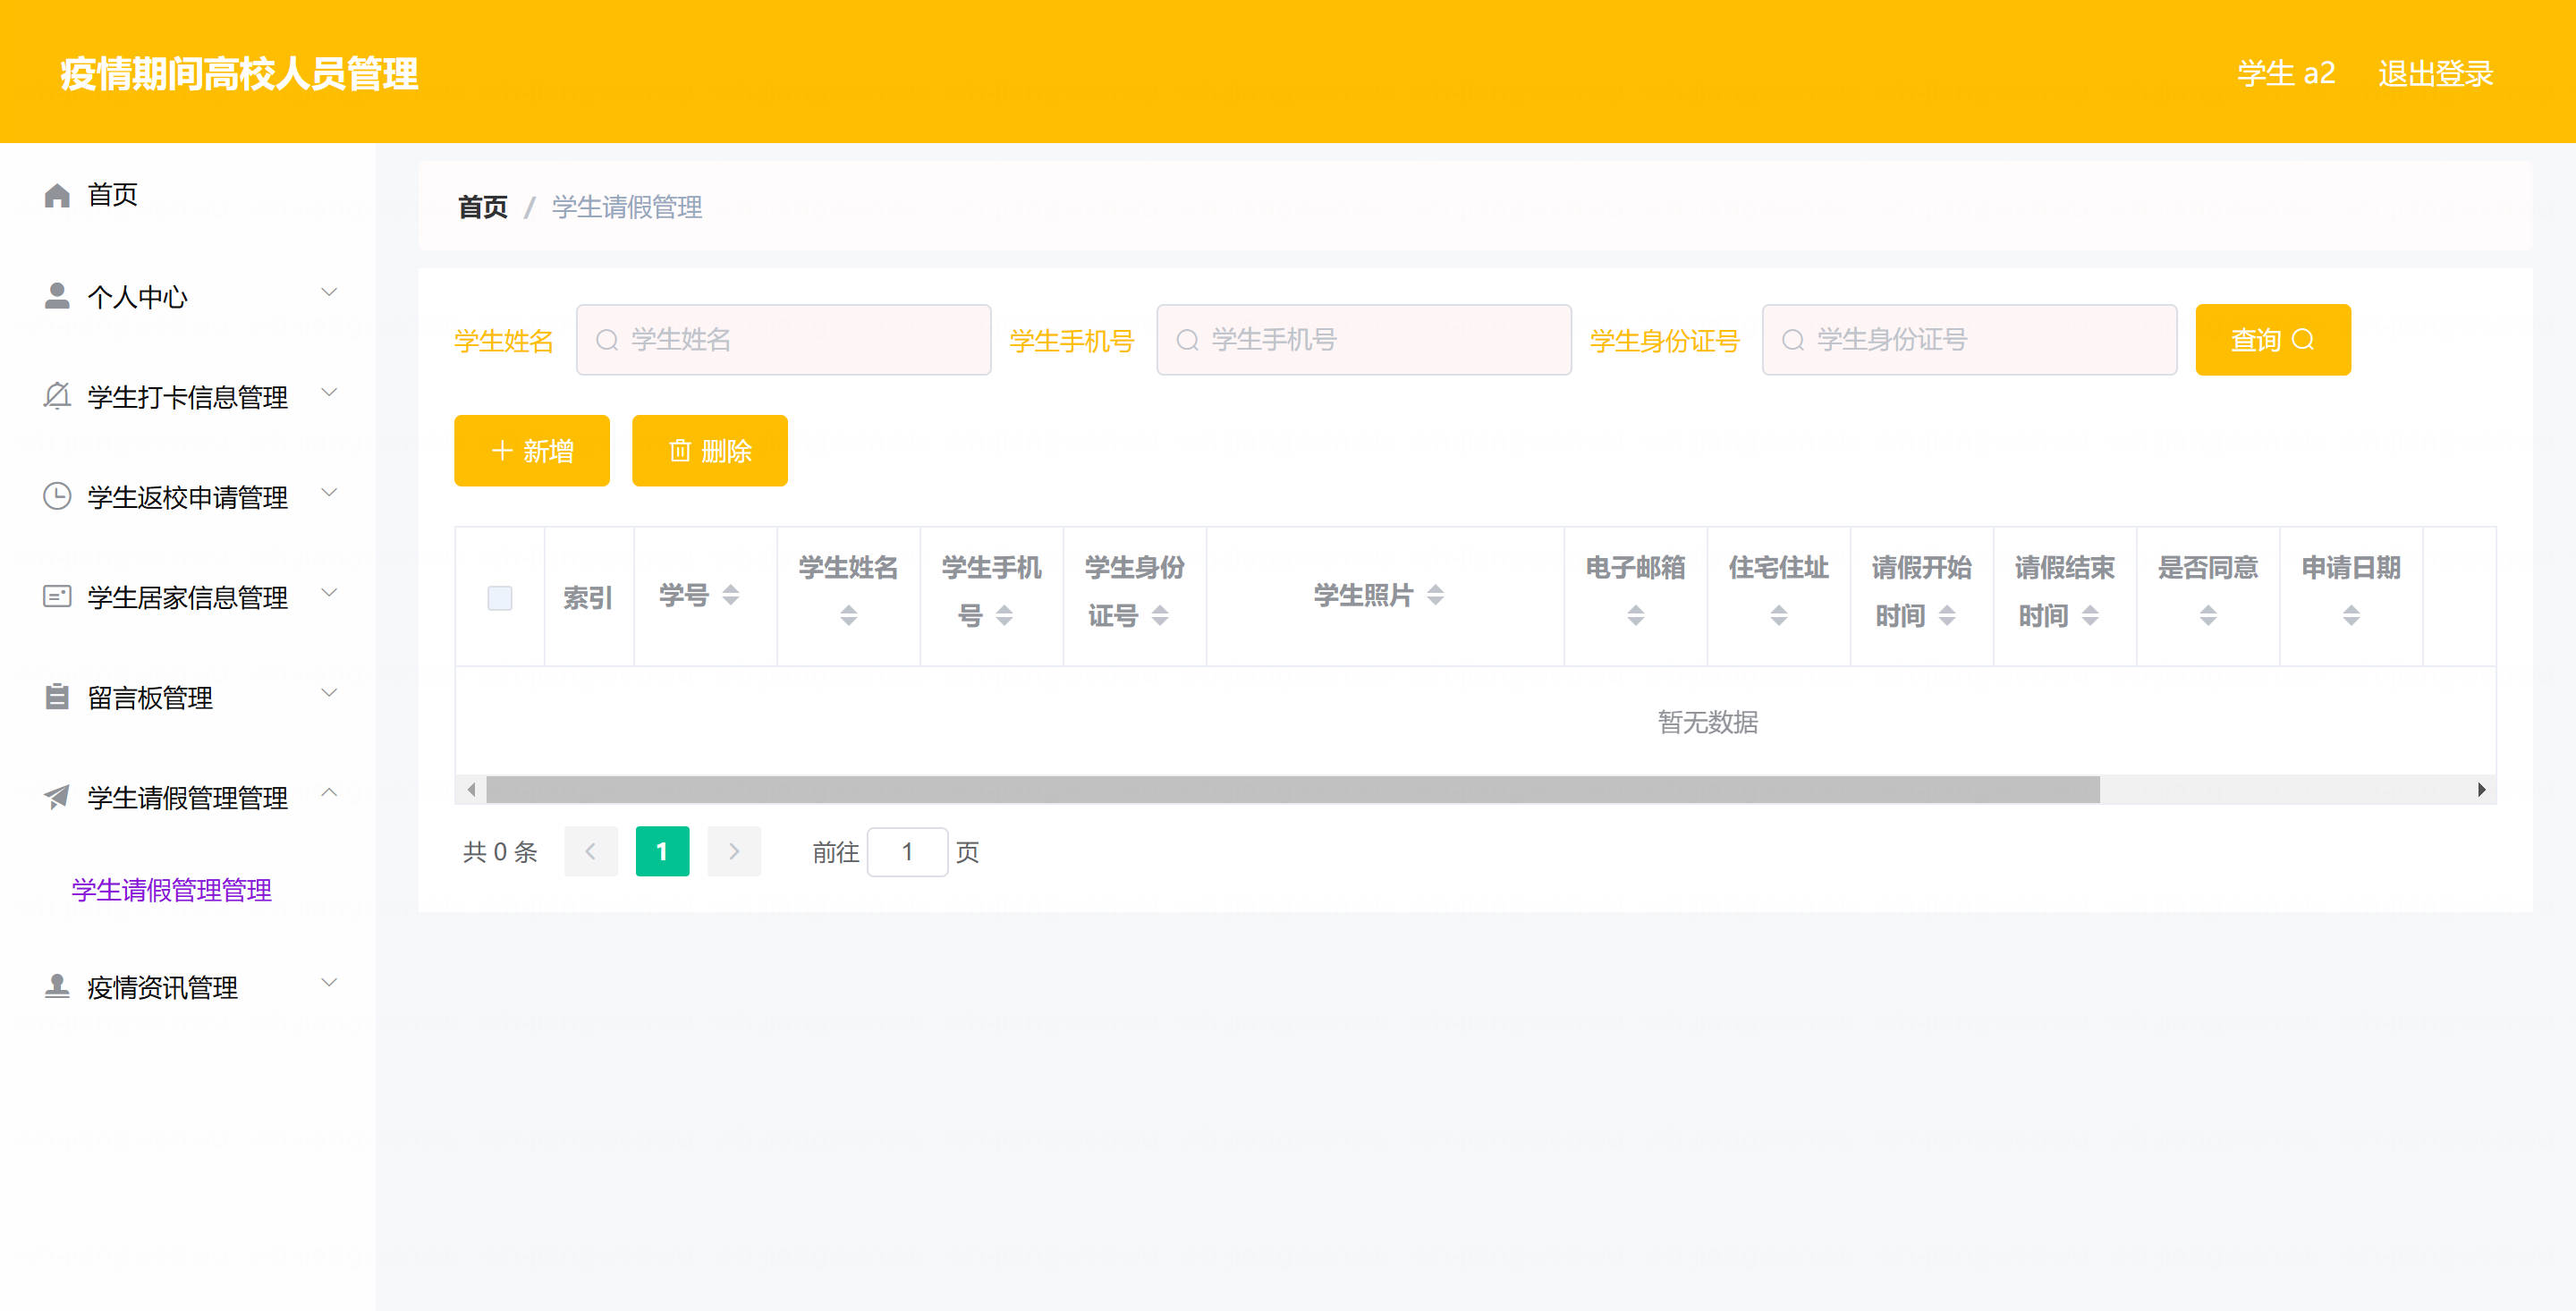 疫情期间高校人员管理
学生 a2 退出登录
首页
个人中心
学生打卡信息管理
学生返校申请管理
学生居家信息管理
留言板管理
学生请假管理管理
学生请假管理管理
疫情资讯管理
首页 / 学生请假管理
学生姓名 学生姓名 学生手机号 学生手机号 学生身份证号 学生身份证号 查询
新增 删除
索引 学号 学生姓名 学生手机号 学生身份证号 学生照片 电子邮箱 住宅住址 请假开始时间 请假结束时间 是否同意 申请日期
暂无数据
共 0 条 1 前往 1 页